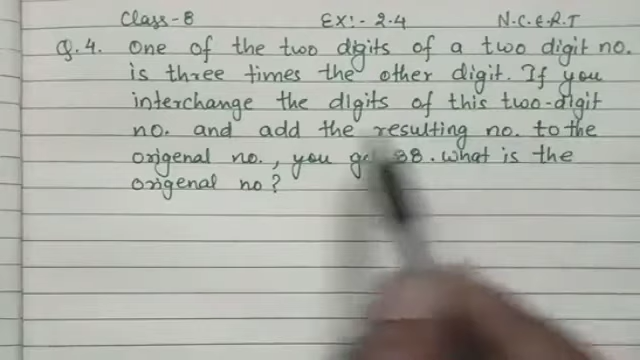 Class-8 EX:- 2.4 N.C.E.R.T
Q.4. One of the two digits of a two digit no.
is three times the other digit. If you
interchange the digits of this two-digit
no. and add the resulting no. to the
origenal no., you 88. what is the
origenal no?